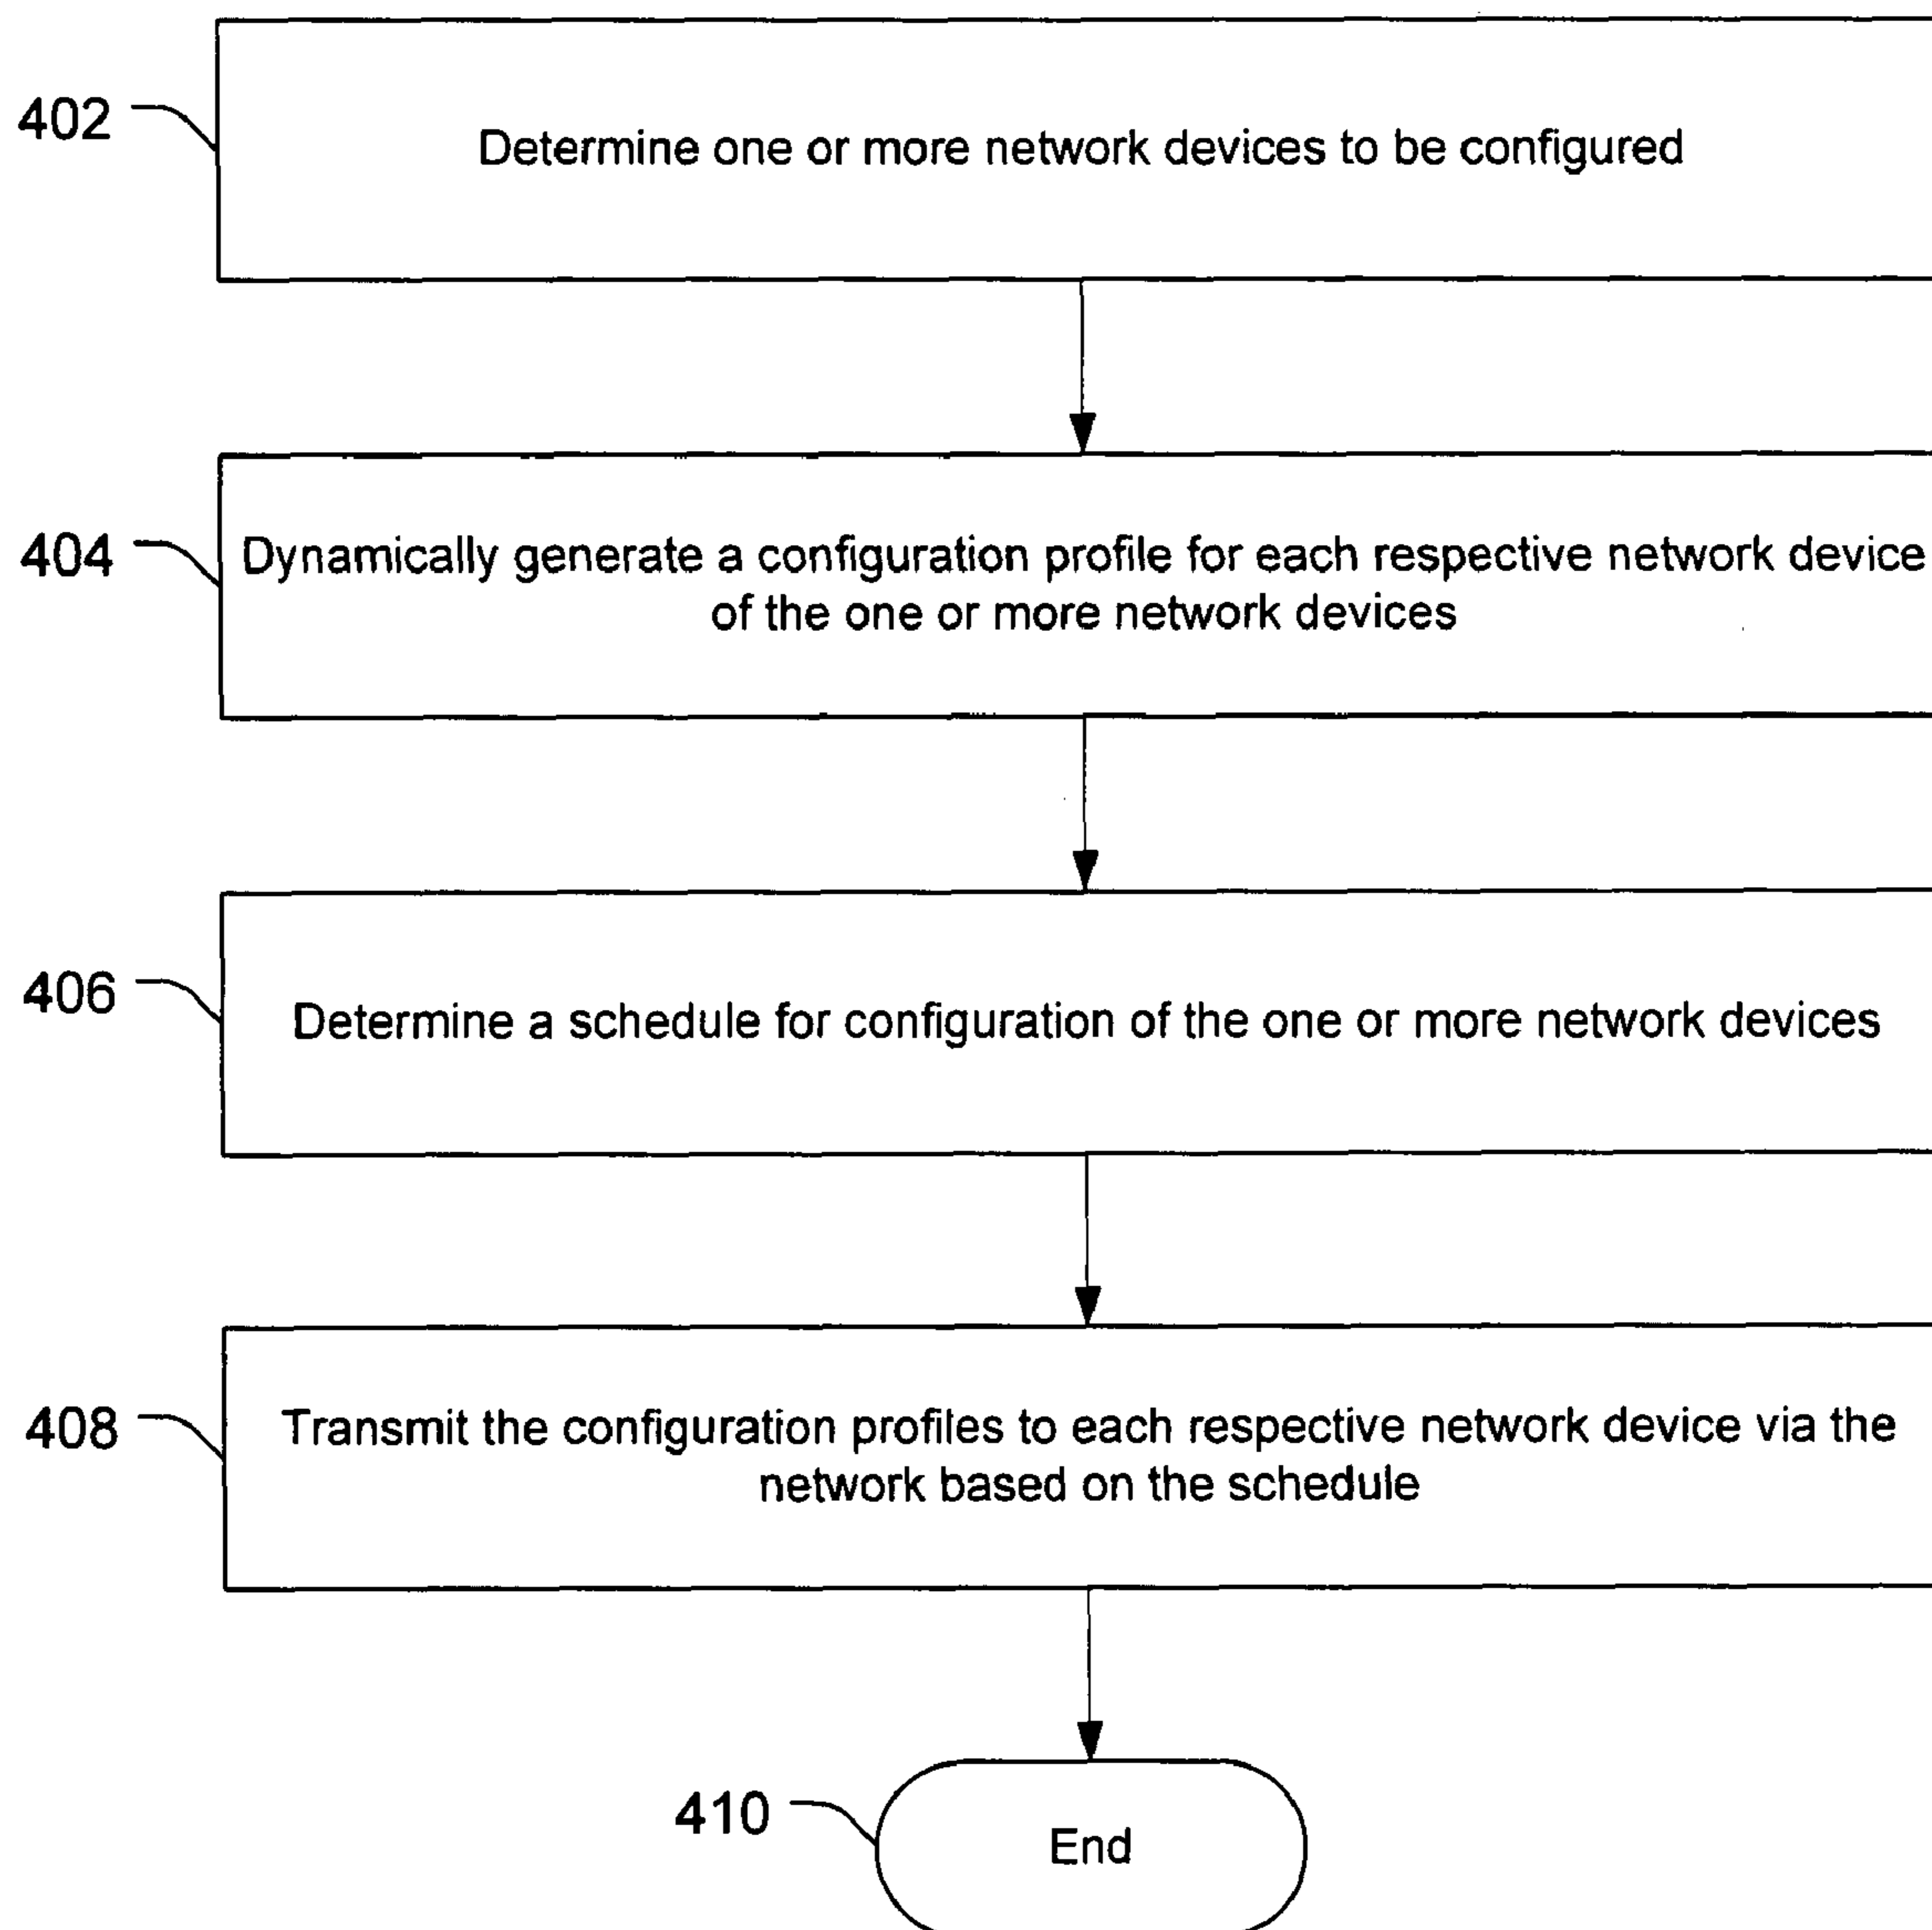 402
Determine one or more network devices to be configured
404
Dynamically generate a configuration profile for each respective network device
of the one or more network devices
406
Determine a schedule for configuration of the one or more network devices
408
Transmit the configuration profiles to each respective network device via the
network based on the schedule
410
End